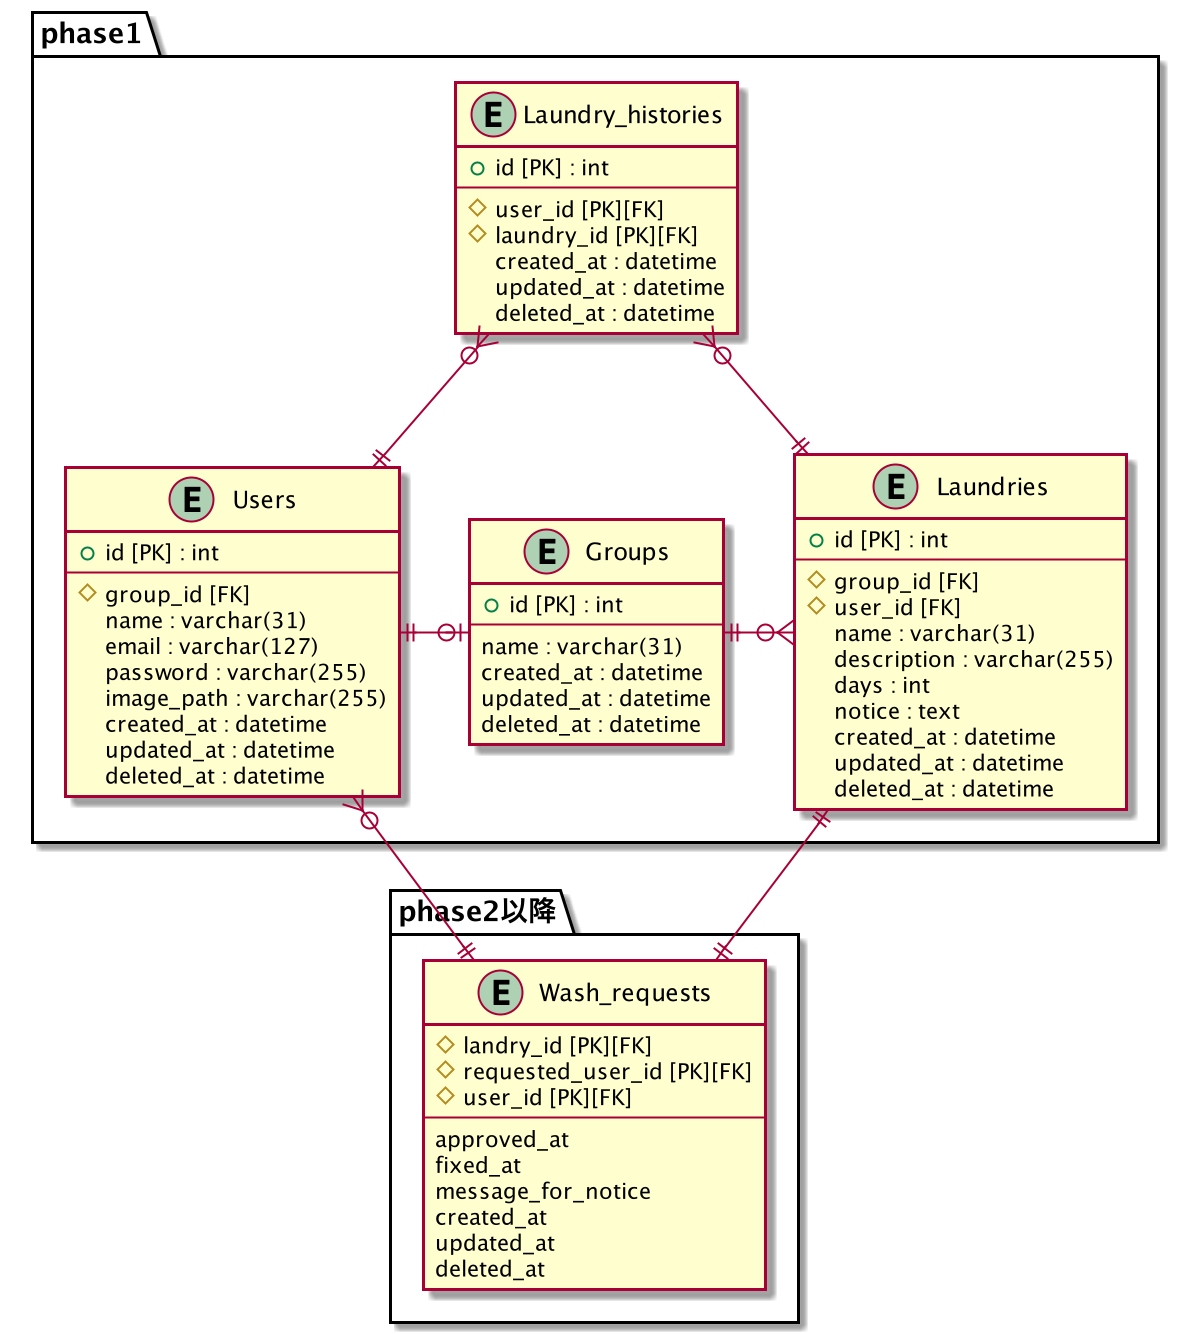 phase1
E Laundry_histories
id [PK] : int
user_id [PK][FK]
laundry_id [PK][FK]
created_at : datetime
updated_at : datetime
deleted_at : datetime
E Users
id [PK] : int
group_id [FK]
name : varchar(31)
email : varchar(127)
password : varchar(255)
image_path : varchar(255)
created_at : datetime
updated_at : datetime
deleted_at : datetime
E Groups
id [PK] : int
name : varchar(31)
created_at : datetime
updated_at : datetime
deleted_at : datetime
E Laundries
id [PK] : int
group_id [FK]
user_id [FK]
name : varchar(31)
description : varchar(255)
days : int
notice : text
created_at : datetime
updated_at : datetime
deleted_at : datetime
phase2以降
E Wash_requests
landry_id [PK][FK]
requested_user_id [PK][FK]
user_id [PK][FK]
approved_at
fixed_at
message_for_notice
created_at
updated_at
deleted_at